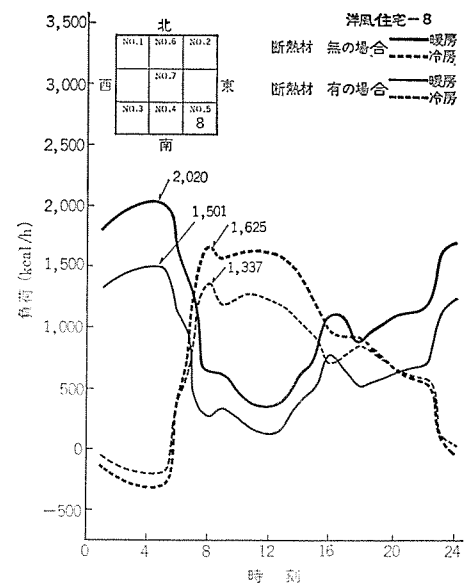 洋風住宅－8
断熱材 無の場合 暖房
冷房
断熱材 有の場合 暖房
冷房
北
NO.1 NO.6 NO.2
西 NO.7 東
NO.3 NO.4 NO.5
8
南
3,500
3,000
2,500
2,000
1,500
1,000
500
0
−500
負荷 (kcal/h)
2,020
1,501
1,625
1,337
0 4 8 12 16 20 24
時 刻